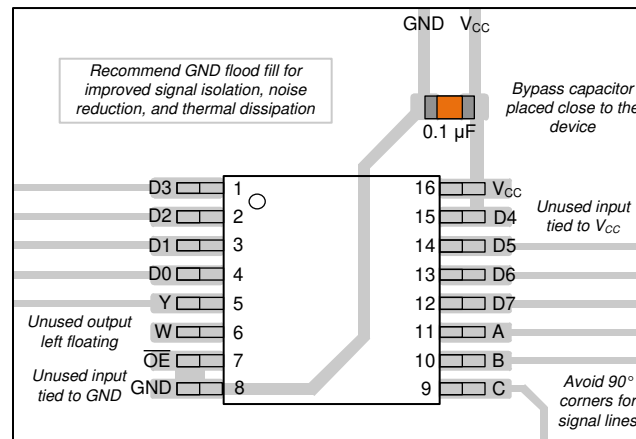 GND VCC
Recommend GND flood fill for
improved signal isolation, noise
reduction, and thermal dissipation
Bypass capacitor
placed close to the
device
0.1 µF
D3 1 16 VCC
D2 2 15 D4
Unused input
tied to VCC
D1 3 14 D5
D0 4 13 D6
Y 5 12 D7
Unused output
left floating
W 6 11 A
OE 7 10 B
Unused input
tied to GND
GND 8 9 C
Avoid 90°
corners for
signal lines